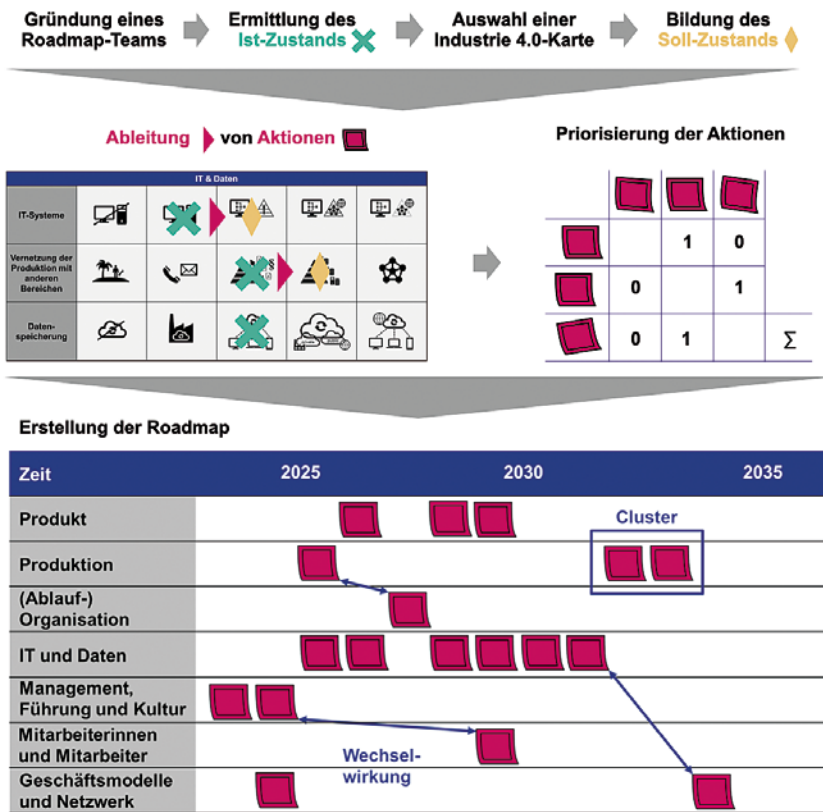 Gründung eines
Roadmap-Teams
Ermittlung des
Ist-Zustands
Auswahl einer
Industrie 4.0-Karte
Bildung des
Soll-Zustands
Ableitung von Aktionen
Priorisierung der Aktionen
IT & Daten
IT-Systeme
Vernetzung der
Produktion mit
anderen
Bereichen
Daten-
speicherung
1 0
0 1
0 1 Σ
Erstellung der Roadmap
Zeit 2025 2030 2035
Produkt
Cluster
Produktion
(Ablauf-)
Organisation
IT und Daten
Management,
Führung und Kultur
Mitarbeiterinnen
und Mitarbeiter
Wechsel-
wirkung
Geschäftsmodelle
und Netzwerk